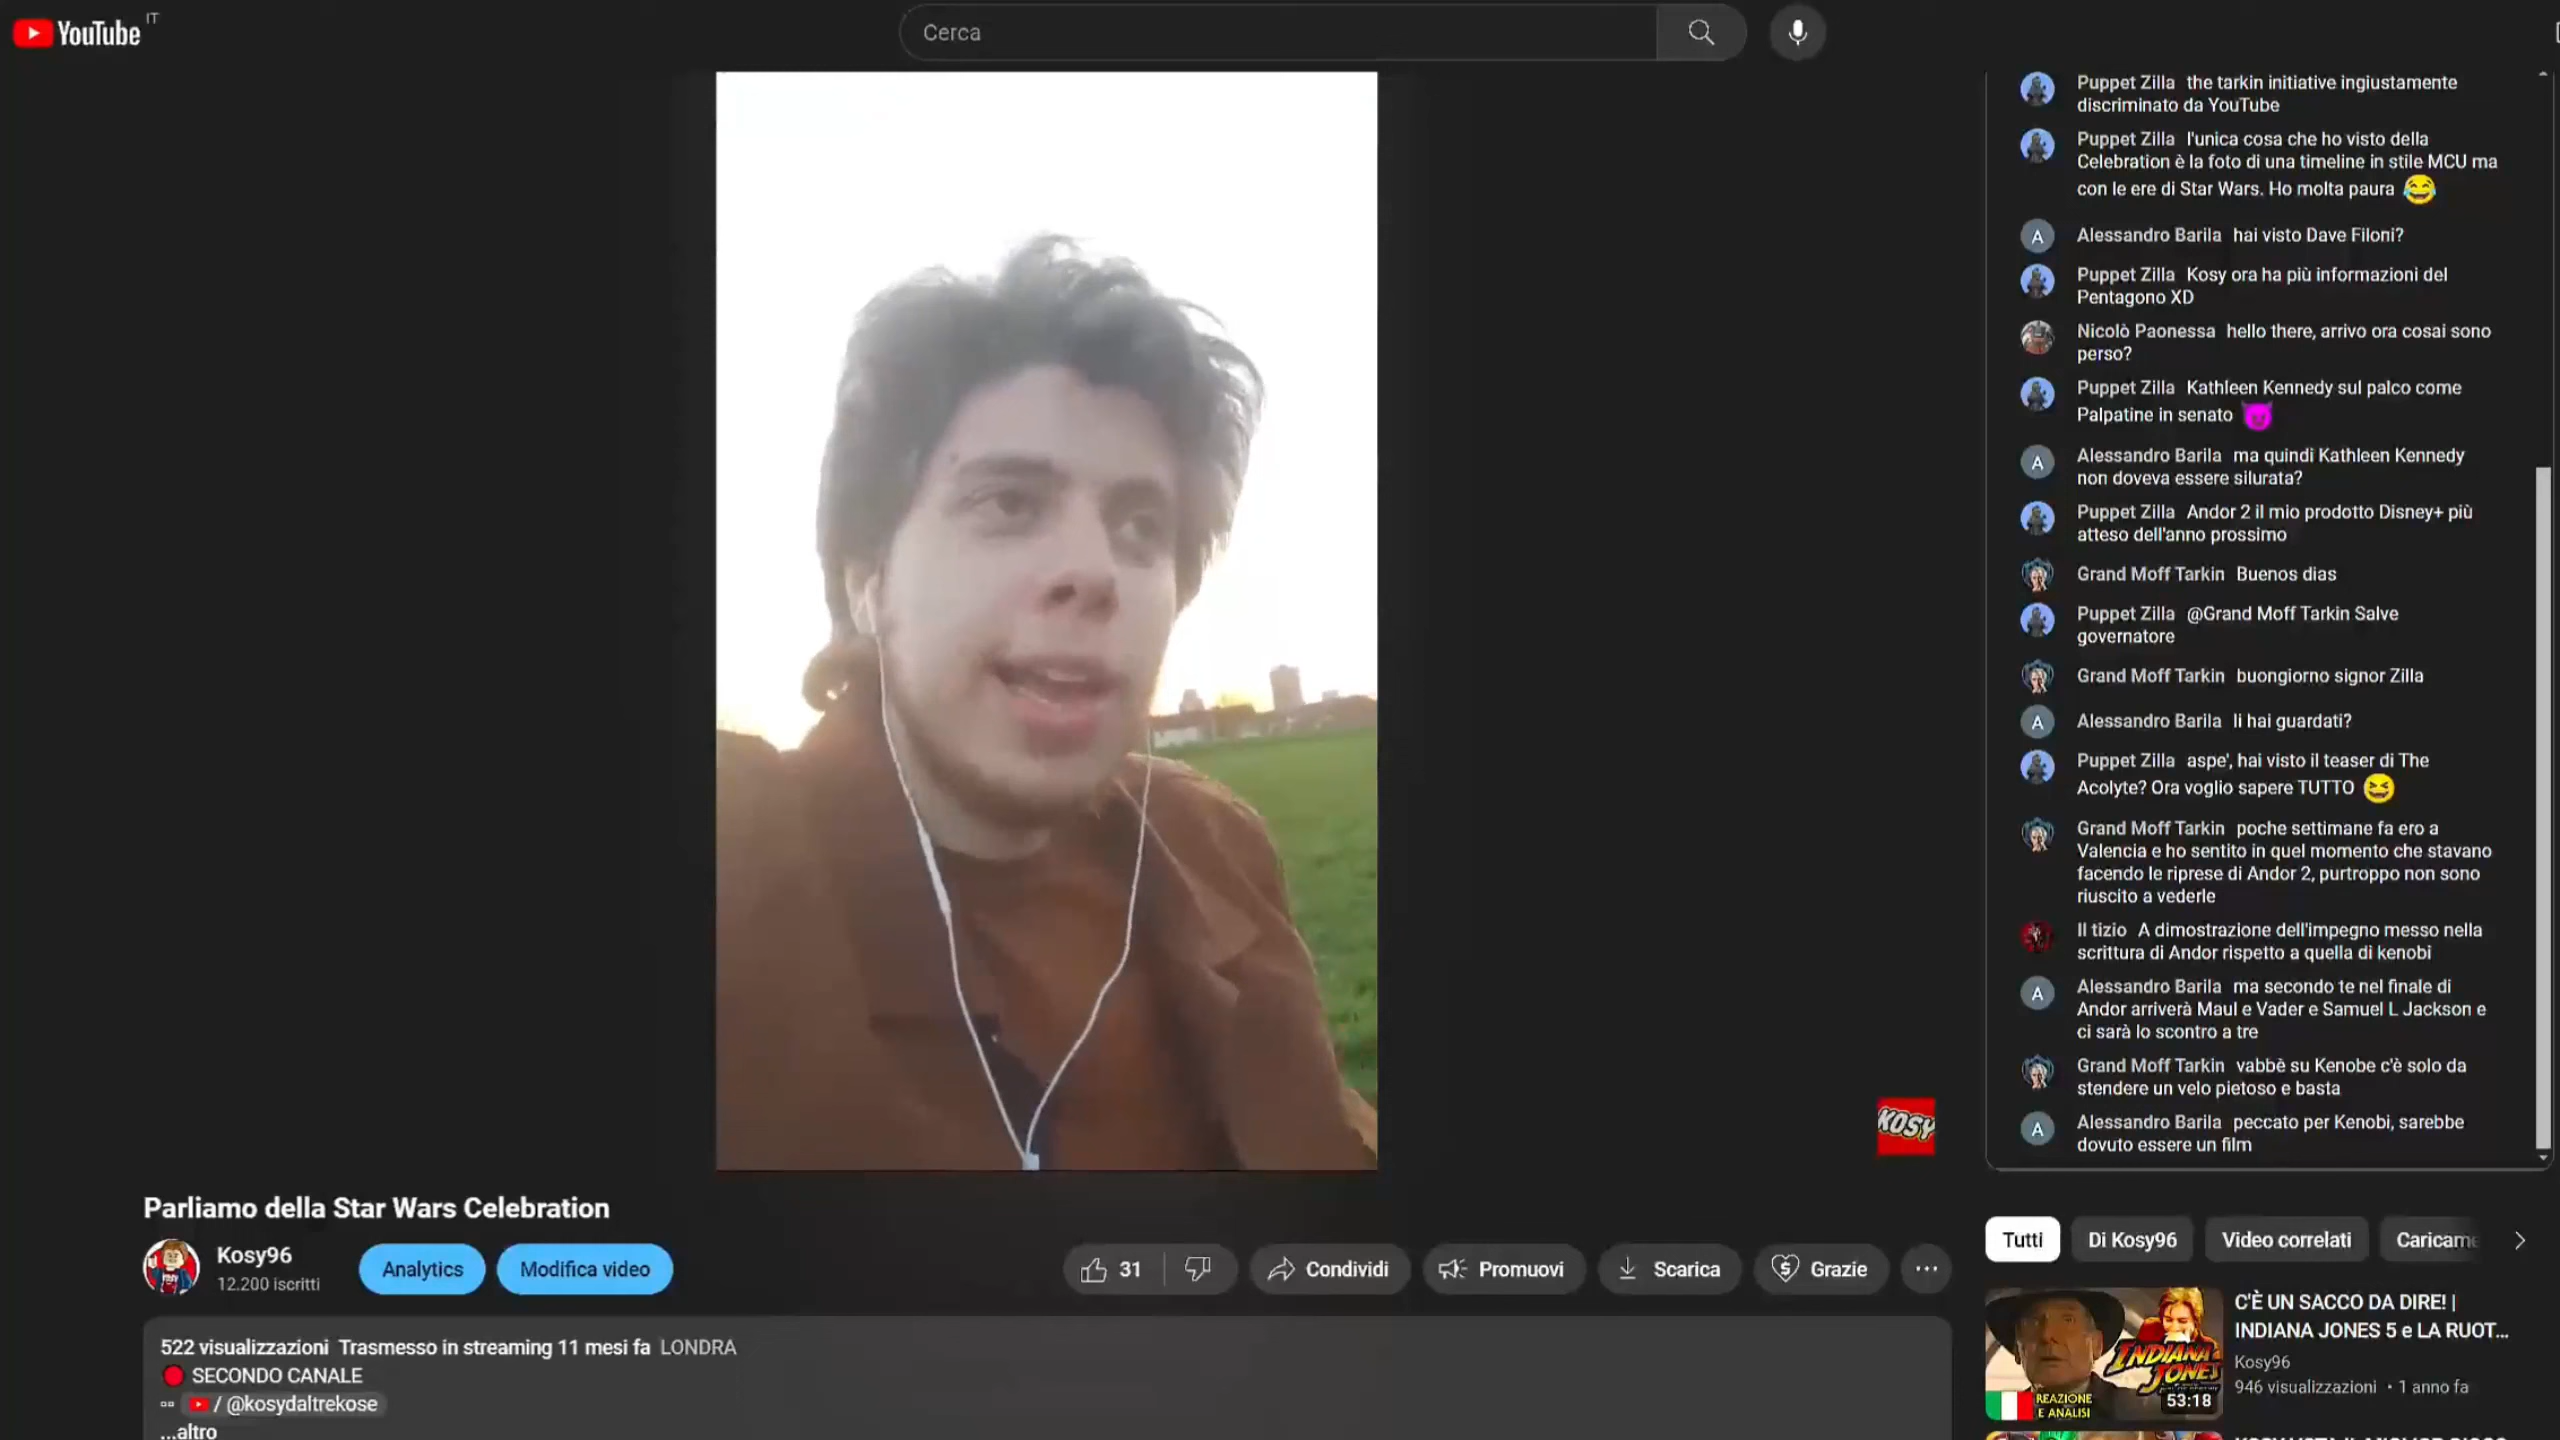 YouTube IT
Cerca
Puppet Zilla the tarkin initiative ingiustamente
discriminato da YouTube
Puppet Zilla l'unica cosa che ho visto della
Celebration è la foto di una timeline in stile MCU ma
con le ere di Star Wars. Ho molta paura 😂
A Alessandro Barila hai visto Dave Filoni?
Puppet Zilla Kosy ora ha più informazioni del
Pentagono XD
Nicolò Paonessa hello there, arrivo ora cosai sono
perso?
Puppet Zilla Kathleen Kennedy sul palco come
Palpatine in senato 😈
A Alessandro Barila ma quindi Kathleen Kennedy
non doveva essere silurata?
Puppet Zilla Andor 2 il mio prodotto Disney+ più
atteso dell'anno prossimo
Grand Moff Tarkin Buenos dias
Puppet Zilla @Grand Moff Tarkin Salve
governatore
Grand Moff Tarkin buongiorno signor Zilla
A Alessandro Barila li hai guardati?
Puppet Zilla aspe', hai visto il teaser di The
Acolyte? Ora voglio sapere TUTTO 😆
Grand Moff Tarkin poche settimane fa ero a
Valencia e ho sentito in quel momento che stavano
facendo le riprese di Andor 2, purtroppo non sono
riuscito a vederle
Il tizio A dimostrazione dell'impegno messo nella
scrittura di Andor rispetto a quella di kenobi
A Alessandro Barila ma secondo te nel finale di
Andor arriverà Maul e Vader e Samuel L Jackson e
ci sarà lo scontro a tre
Grand Moff Tarkin vabbè su Kenobe c'è solo da
stendere un velo pietoso e basta
A Alessandro Barila peccato per Kenobi, sarebbe
dovuto essere un film
KOSY
Parliamo della Star Wars Celebration
Kosy96
12.200 iscritti
Analytics
Modifica video
31
Condividi
Promuovi
Scarica
Grazie
522 visualizzazioni Trasmesso in streaming 11 mesi fa LONDRA
SECONDO CANALE
/ @kosydaltrekose
...altro
Tutti
Di Kosy96
Video correlati
Caricame
C'È UN SACCO DA DIRE! |
INDIANA JONES 5 e LA RUOT...
Kosy96
946 visualizzazioni • 1 anno fa
INDIANA
JONES
REAZIONE
E ANALISI
53:18